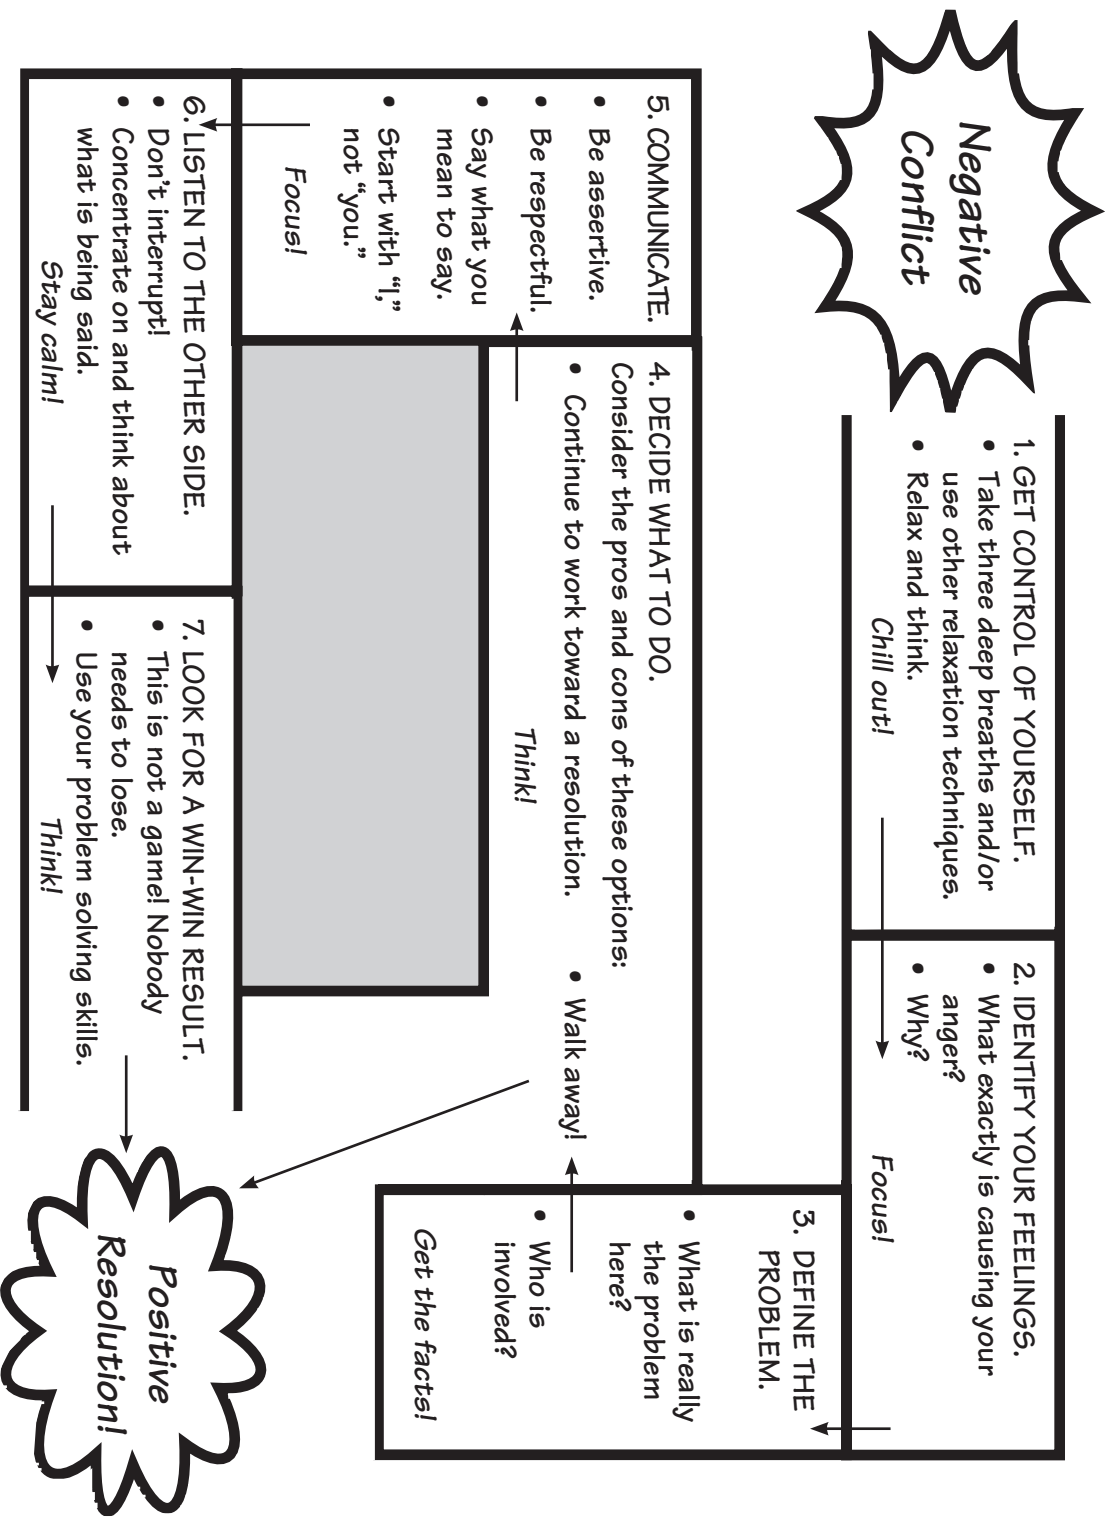 Negative
Conflict
1. GET CONTROL OF YOURSELF.
• Take three deep breaths and/or
use other relaxation techniques.
• Relax and think.
Chill out!
2. IDENTIFY YOUR FEELINGS.
• What exactly is causing your
anger?
• Why?
Focus!
3. DEFINE THE
PROBLEM.
• What is really
the problem
here?
• Who is
involved?
Get the facts!
4. DECIDE WHAT TO DO.
Consider the pros and cons of these options:
• Continue to work toward a resolution. • Walk away!
Think!
5. COMMUNICATE.
• Be assertive.
• Be respectful.
• Say what you
mean to say.
• Start with “I,”
not “you.”
Focus!
6. LISTEN TO THE OTHER SIDE.
• Don’t interrupt!
• Concentrate on and think about
what is being said.
Stay calm!
7. LOOK FOR A WIN-WIN RESULT.
• This is not a game! Nobody
needs to lose.
• Use your problem solving skills.
Think!
Positive
Resolution!